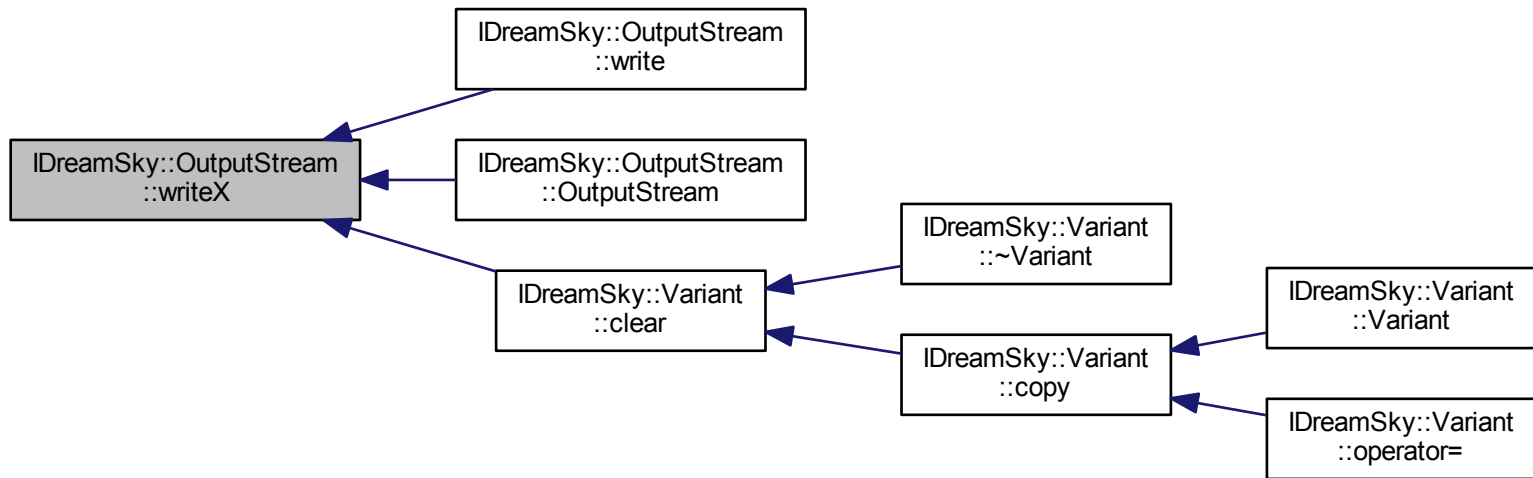 IDreamSky::OutputStream
::writeX
IDreamSky::OutputStream
::write
IDreamSky::OutputStream
::OutputStream
IDreamSky::Variant
::clear
IDreamSky::Variant
::~Variant
IDreamSky::Variant
::copy
IDreamSky::Variant
::Variant
IDreamSky::Variant
::operator=